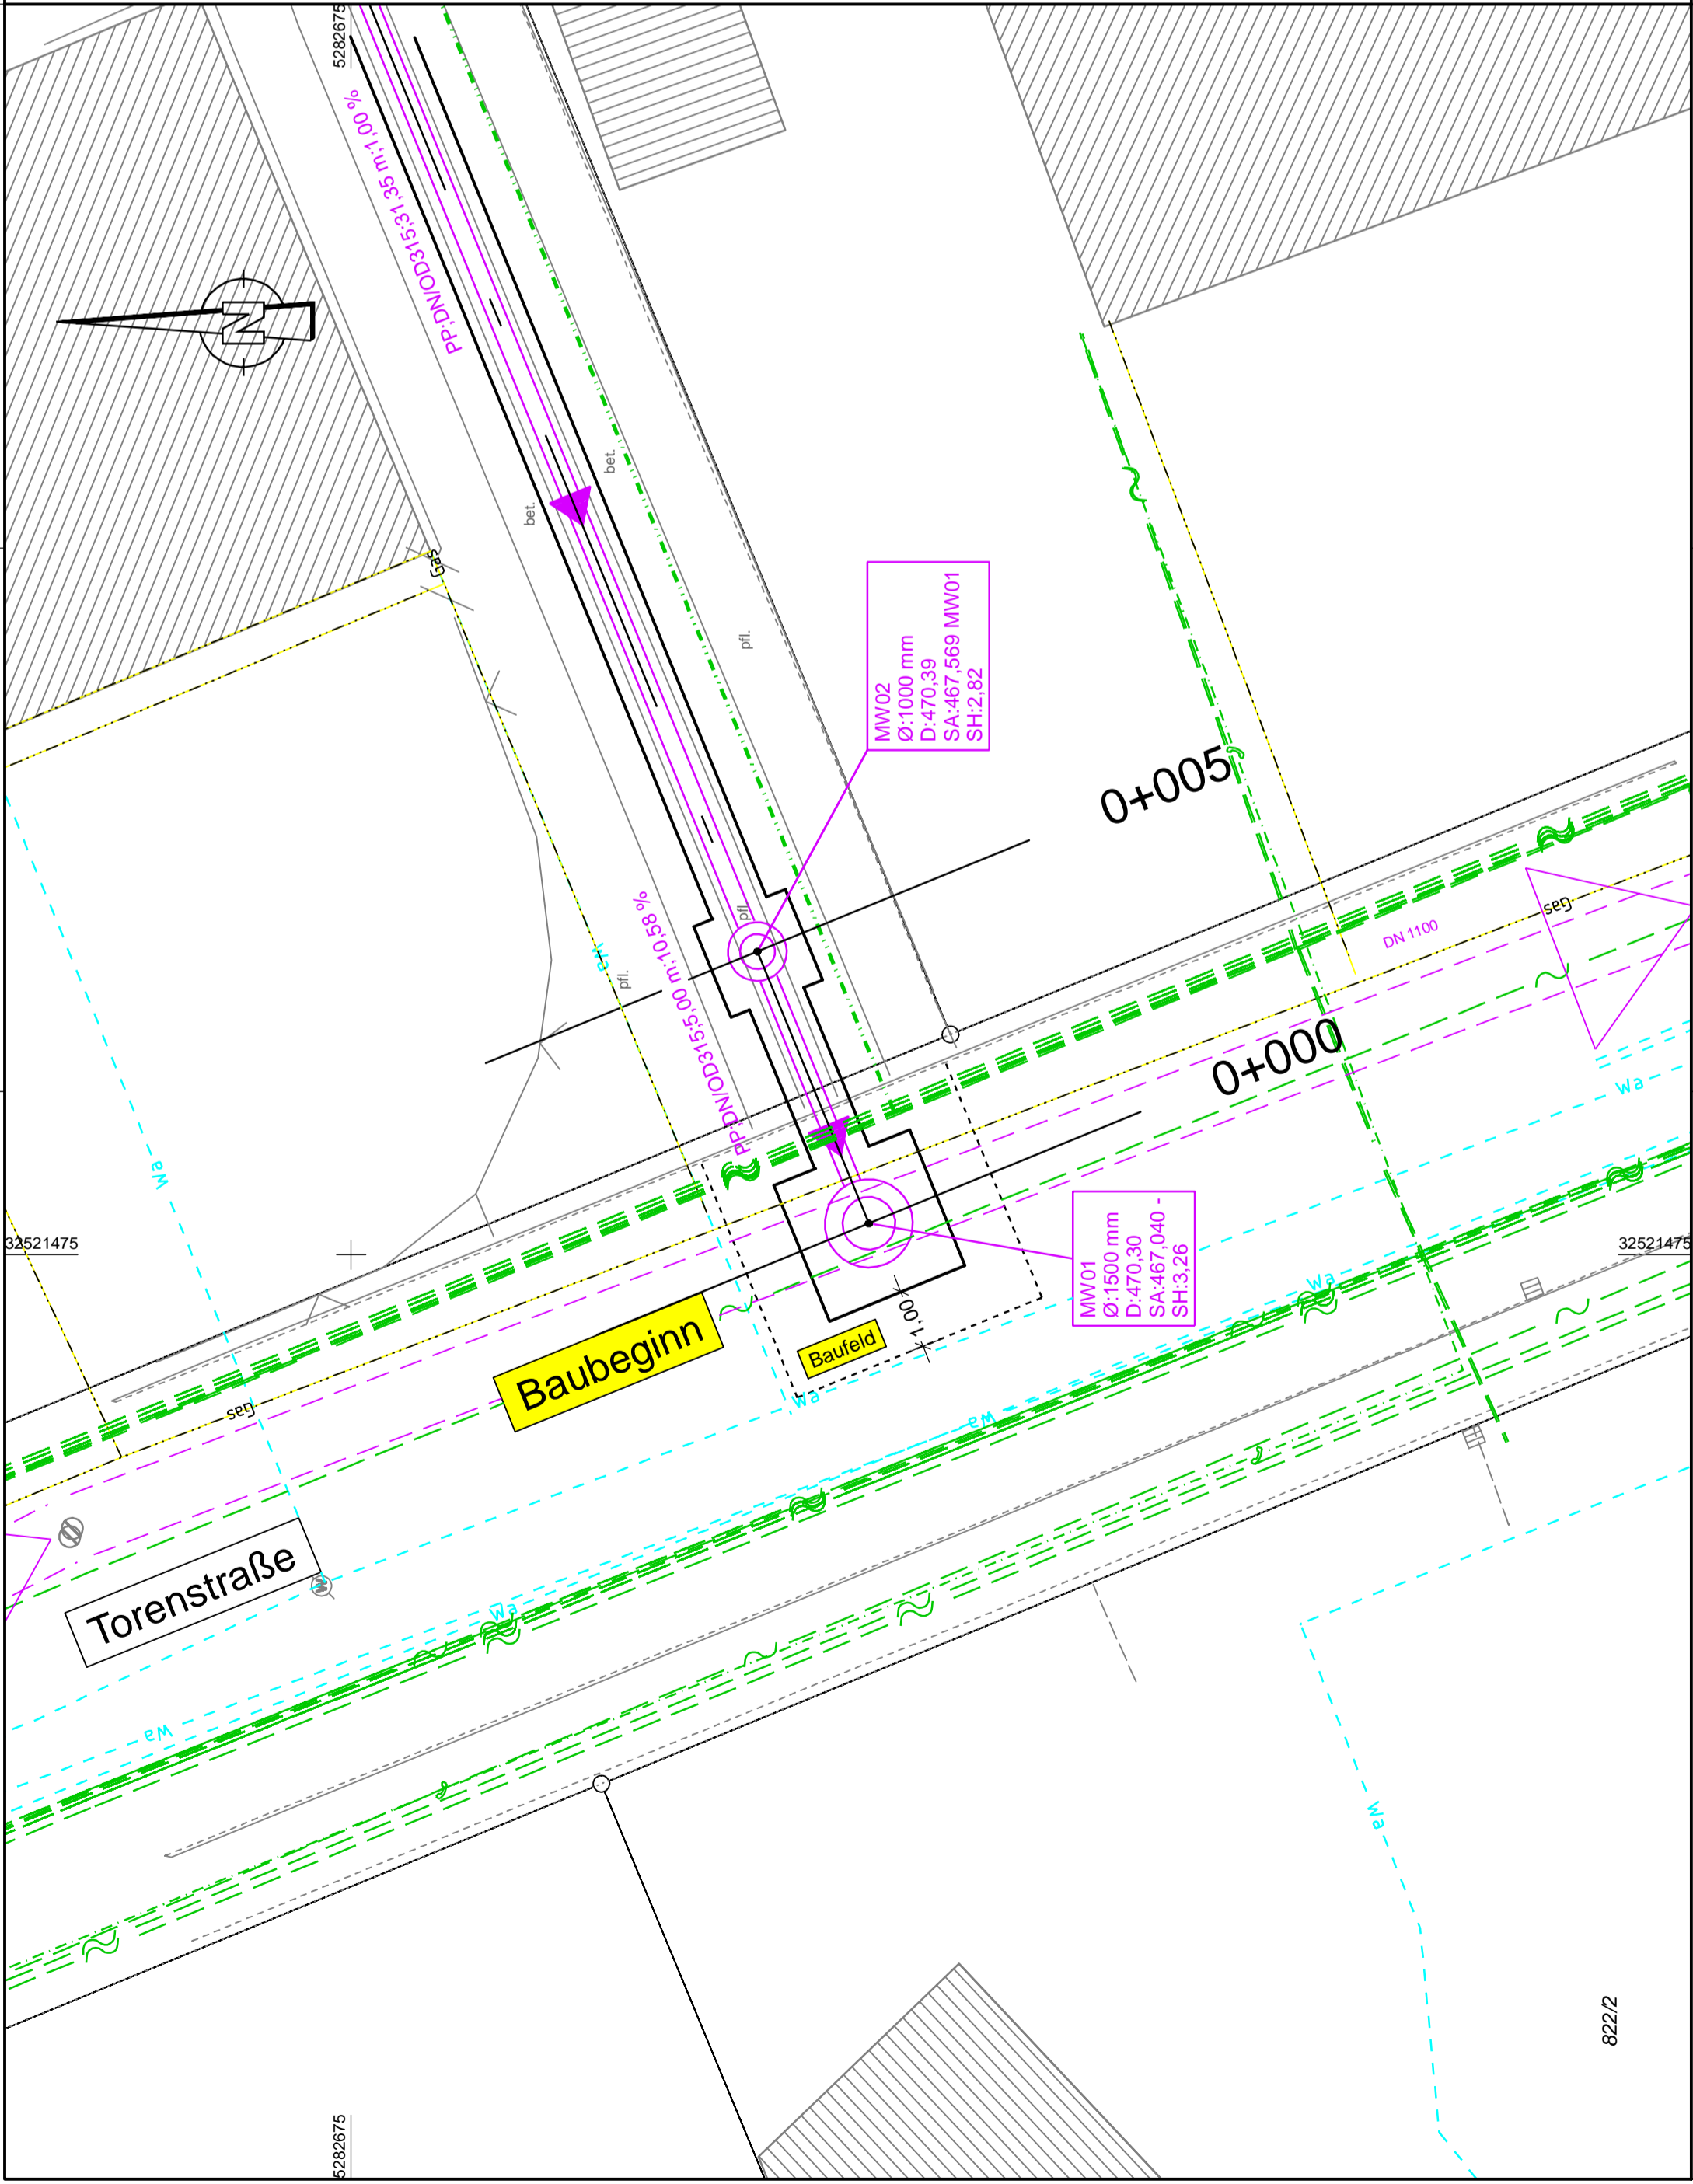 5282675
PP;DN/OD315;31,35 m;1,00 %
N
bet.
bet.
Gas
pfl.
MW02
Ø:1000 mm
D:470,39
SA:467,569 MW01
SH:2,82
0+005
pfl.
pfl.
Wa
PP;DN/OD315;5,00 m;10,58 %
Gas
DN 1100
0+000
Wa
Wa
32521475
32521475
MW01
Ø:1500 mm
D:470,30
SA:467,040 -
SH:3,26
Wa
1,00
Baubeginn
Baufeld
Wa
Wa
Gas
Torenstraße
W
Wa
Wa
Wa
822/2
5282675